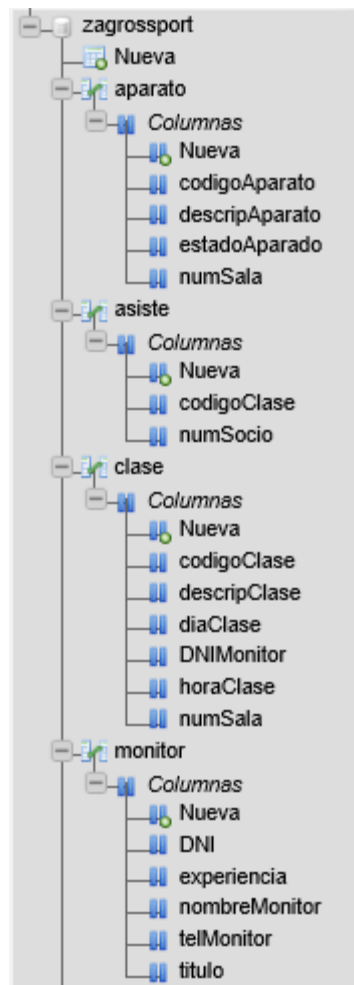 zagrossport
Nueva
aparato
Columnas
Nueva
codigoAparato
descripAparato
estadoAparado
numSala
asiste
Columnas
Nueva
codigoClase
numSocio
clase
Columnas
Nueva
codigoClase
descripClase
diaClase
DNIMonitor
horaClase
numSala
monitor
Columnas
Nueva
DNI
experiencia
nombreMonitor
telMonitor
titulo